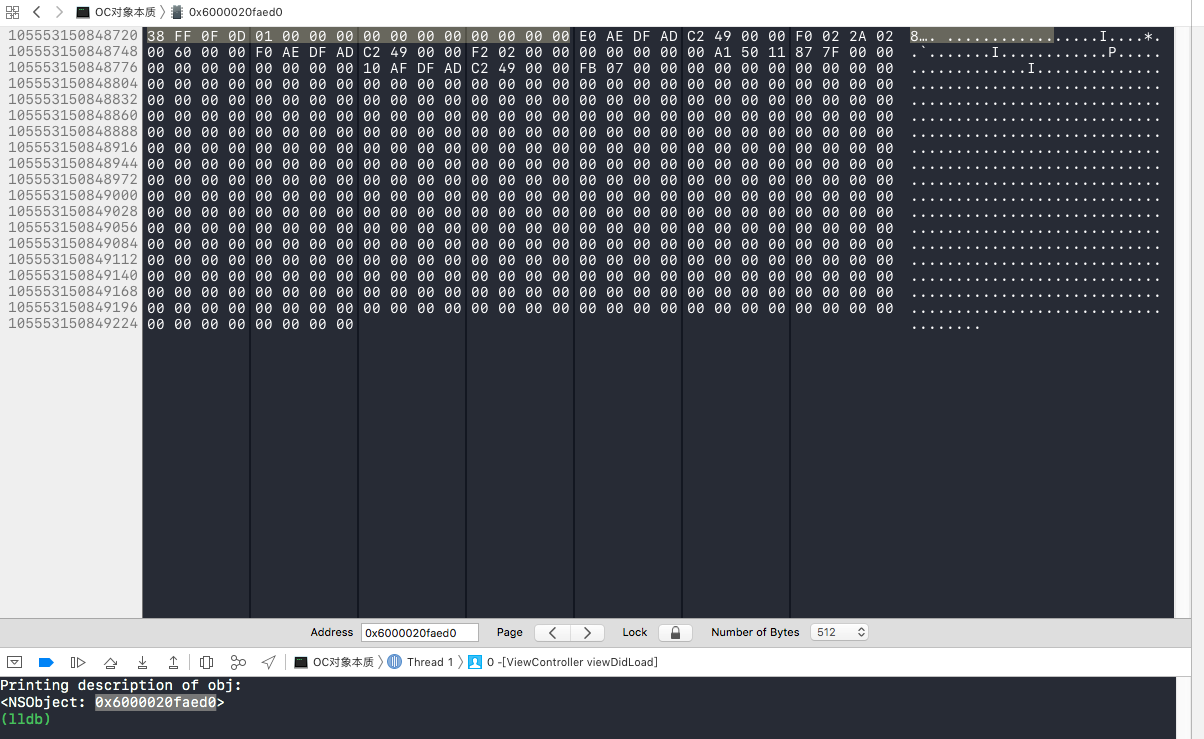 OC对象本质 〉 0x6000020faed0
105553150848720 38 FF 0F 0D 01 00 00 00 00 00 00 00 00 00 00 00 E0 AE DF AD C2 49 00 00 F0 02 2A 02 8…. ................I....*.
105553150848748 00 60 00 00 F0 AE DF AD C2 49 00 00 F2 02 00 00 00 00 00 00 00 A1 50 11 87 7F 00 00 .`.......I............P.....
105553150848776 00 00 00 00 00 00 00 00 10 AF DF AD C2 49 00 00 FB 07 00 00 00 00 00 00 00 00 00 00 .............I..............
105553150848804 00 00 00 00 00 00 00 00 00 00 00 00 00 00 00 00 00 00 00 00 00 00 00 00 00 00 00 00 ............................
105553150848832 00 00 00 00 00 00 00 00 00 00 00 00 00 00 00 00 00 00 00 00 00 00 00 00 00 00 00 00 ............................
105553150848860 00 00 00 00 00 00 00 00 00 00 00 00 00 00 00 00 00 00 00 00 00 00 00 00 00 00 00 00 ............................
105553150848888 00 00 00 00 00 00 00 00 00 00 00 00 00 00 00 00 00 00 00 00 00 00 00 00 00 00 00 00 ............................
105553150848916 00 00 00 00 00 00 00 00 00 00 00 00 00 00 00 00 00 00 00 00 00 00 00 00 00 00 00 00 ............................
105553150848944 00 00 00 00 00 00 00 00 00 00 00 00 00 00 00 00 00 00 00 00 00 00 00 00 00 00 00 00 ............................
105553150848972 00 00 00 00 00 00 00 00 00 00 00 00 00 00 00 00 00 00 00 00 00 00 00 00 00 00 00 00 ............................
105553150849000 00 00 00 00 00 00 00 00 00 00 00 00 00 00 00 00 00 00 00 00 00 00 00 00 00 00 00 00 ............................
105553150849028 00 00 00 00 00 00 00 00 00 00 00 00 00 00 00 00 00 00 00 00 00 00 00 00 00 00 00 00 ............................
105553150849056 00 00 00 00 00 00 00 00 00 00 00 00 00 00 00 00 00 00 00 00 00 00 00 00 00 00 00 00 ............................
105553150849084 00 00 00 00 00 00 00 00 00 00 00 00 00 00 00 00 00 00 00 00 00 00 00 00 00 00 00 00 ............................
105553150849112 00 00 00 00 00 00 00 00 00 00 00 00 00 00 00 00 00 00 00 00 00 00 00 00 00 00 00 00 ............................
105553150849140 00 00 00 00 00 00 00 00 00 00 00 00 00 00 00 00 00 00 00 00 00 00 00 00 00 00 00 00 ............................
105553150849168 00 00 00 00 00 00 00 00 00 00 00 00 00 00 00 00 00 00 00 00 00 00 00 00 00 00 00 00 ............................
105553150849196 00 00 00 00 00 00 00 00 00 00 00 00 00 00 00 00 00 00 00 00 00 00 00 00 00 00 00 00 ............................
105553150849224 00 00 00 00 00 00 00 00 ........
Address 0x6000020faed0 Page Lock Number of Bytes 512
OC对象本质 〉 Thread 1 〉 0 -[ViewController viewDidLoad]
Printing description of obj:
<NSObject: 0x6000020faed0>
(lldb)